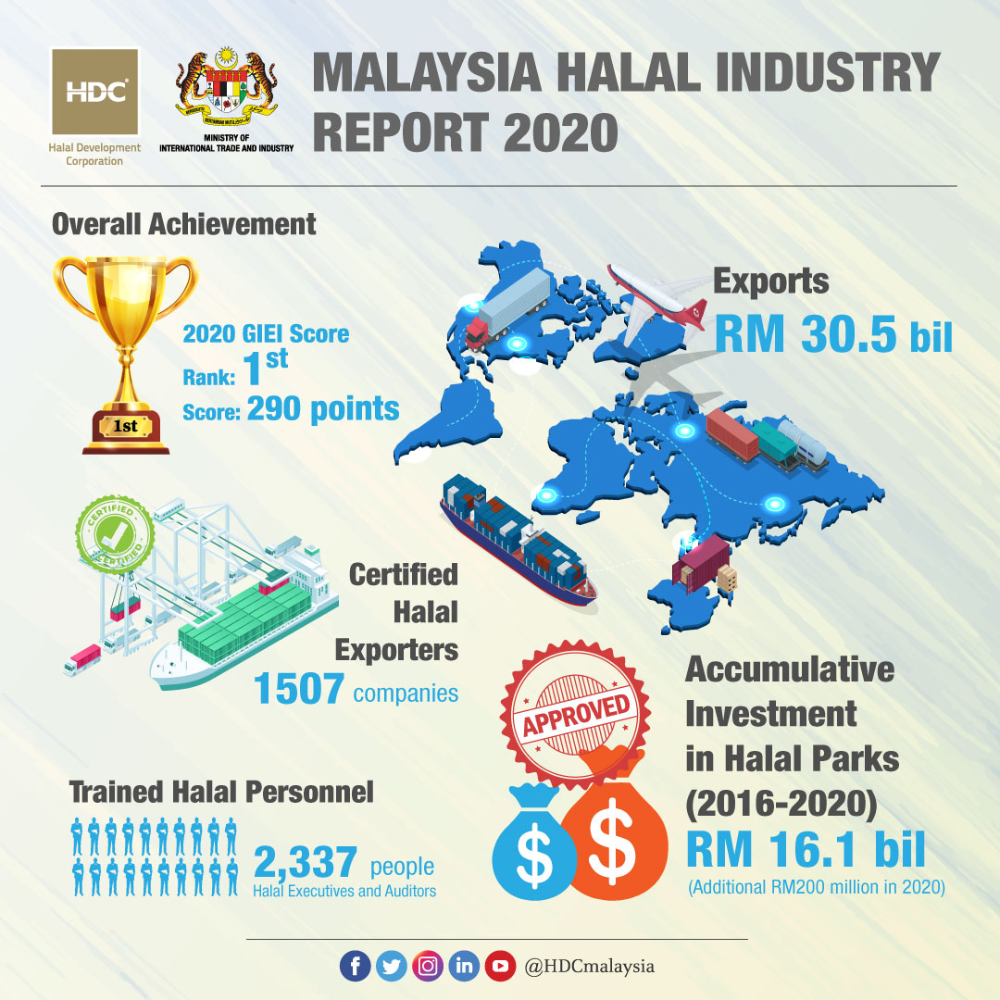 HDC
Halal Development
Corporation
MINISTRY OF
INTERNATIONAL TRADE AND INDUSTRY
MALAYSIA HALAL INDUSTRY
REPORT 2020
Overall Achievement
2020 GIEI Score
Rank: 1st
Score: 290 points
1st
Exports
RM 30.5 bil
CERTIFIED
CERTIFIED
Certified
Halal
Exporters
1507 companies
APPROVED
Accumulative
Investment
in Halal Parks
(2016-2020)
RM 16.1 bil
(Additional RM200 million in 2020)
$
$
Trained Halal Personnel
2,337 people
Halal Executives and Auditors
@HDCmalaysia